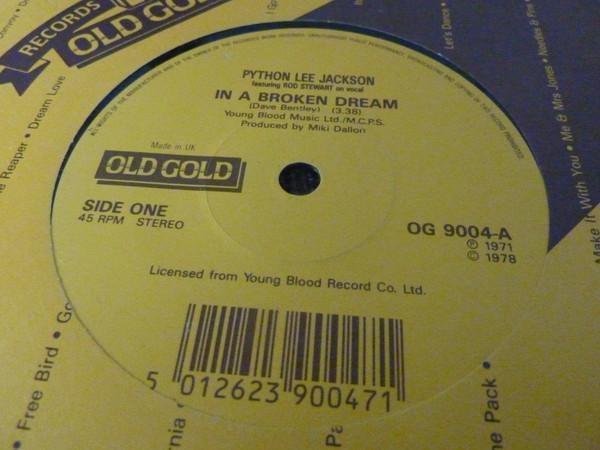 RECORDS
OLD GOLD
Let's Dance •
Needles & Pins
Make It With You • Me & Mrs Jones •
e Reaper • Dream Love
• Free Bird • Go
PYTHON LEE JACKSON
featuring ROD STEWART on vocal
IN A BROKEN DREAM
(Dave Bentley) (3.38)
Young Blood Music Ltd./M.C.P.S.
Produced by Miki Dallon
Made in UK
OLD GOLD
SIDE ONE
45 RPM STEREO
OG 9004-A
℗ 1971
© 1978
Licensed from Young Blood Record Co. Ltd.
5 012623 900471
ne Pack •